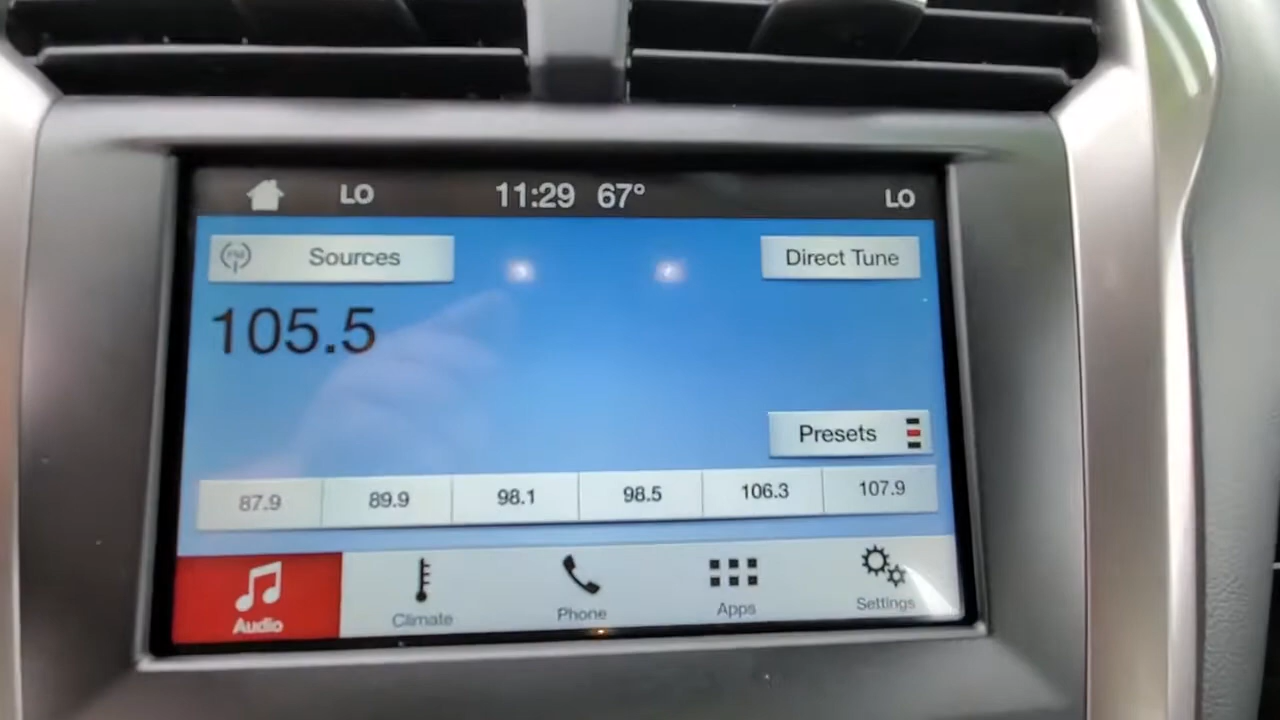 LO 11:29 67° LO
FM Sources Direct Tune
105.5
Presets
87.9 89.9 98.1 98.5 106.3 107.9
Audio Climate Phone Apps Settings